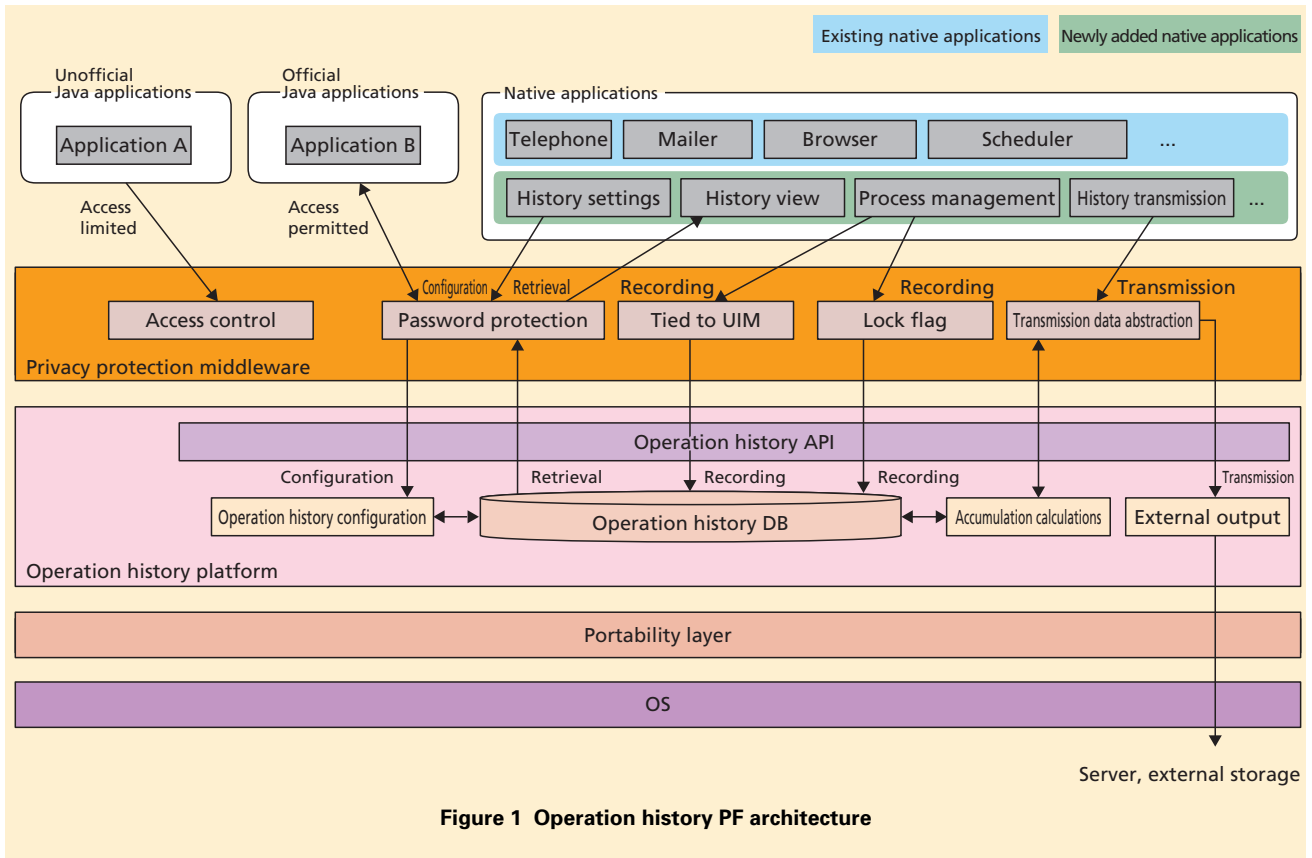 Existing native applications
Newly added native applications
Unofficial
Java applications
Application A
Official
Java applications
Application B
Native applications
Telephone
Mailer
Browser
Scheduler
...
History settings
History view
Process management
History transmission
...
Access
limited
Access
permitted
Configuration
Retrieval
Recording
Recording
Transmission
Access control
Password protection
Tied to UIM
Lock flag
Transmission data abstraction
Privacy protection middleware
Operation history API
Configuration
Retrieval
Recording
Recording
Transmission
Operation history configuration
Operation history DB
Accumulation calculations
External output
Operation history platform
Portability layer
OS
Server, external storage
Figure 1 Operation history PF architecture